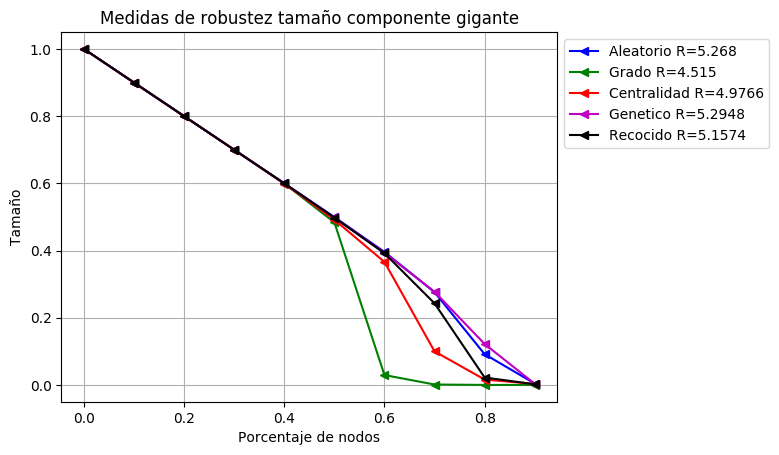 Medidas de robustez tamaño componente gigante
Aleatorio R=5.268
Grado R=4.515
Centralidad R=4.9766
Genetico R=5.2948
Recocido R=5.1574
Tamaño
1.0
0.8
0.6
0.4
0.2
0.0
0.0 0.2 0.4 0.6 0.8
Porcentaje de nodos